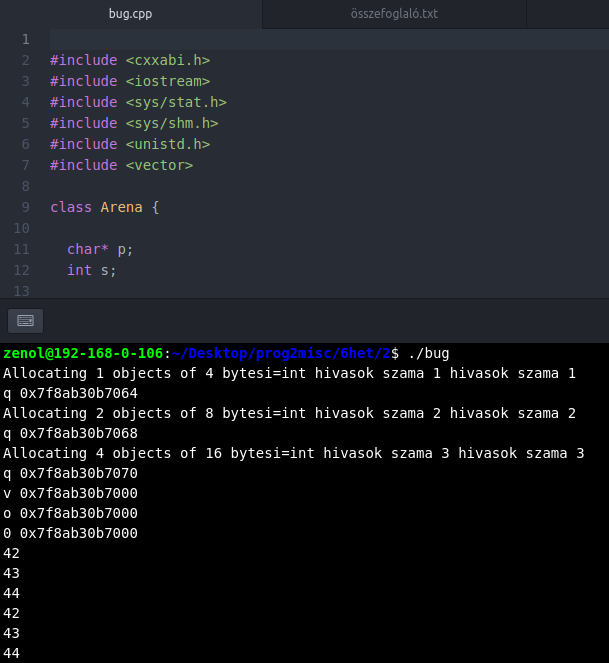 bug.cpp összefoglaló.txt
1
2 #include <cxxabi.h>
3 #include <iostream>
4 #include <sys/stat.h>
5 #include <sys/shm.h>
6 #include <unistd.h>
7 #include <vector>
8
9 class Arena {
10
11 char* p;
12 int s;
13
zenol@192-168-0-106:~/Desktop/prog2misc/6het/2$ ./bug
Allocating 1 objects of 4 bytesi=int hivasok szama 1 hivasok szama 1
q 0x7f8ab30b7064
Allocating 2 objects of 8 bytesi=int hivasok szama 2 hivasok szama 2
q 0x7f8ab30b7068
Allocating 4 objects of 16 bytesi=int hivasok szama 3 hivasok szama 3
q 0x7f8ab30b7070
v 0x7f8ab30b7000
o 0x7f8ab30b7000
0 0x7f8ab30b7000
42
43
44
42
43
44